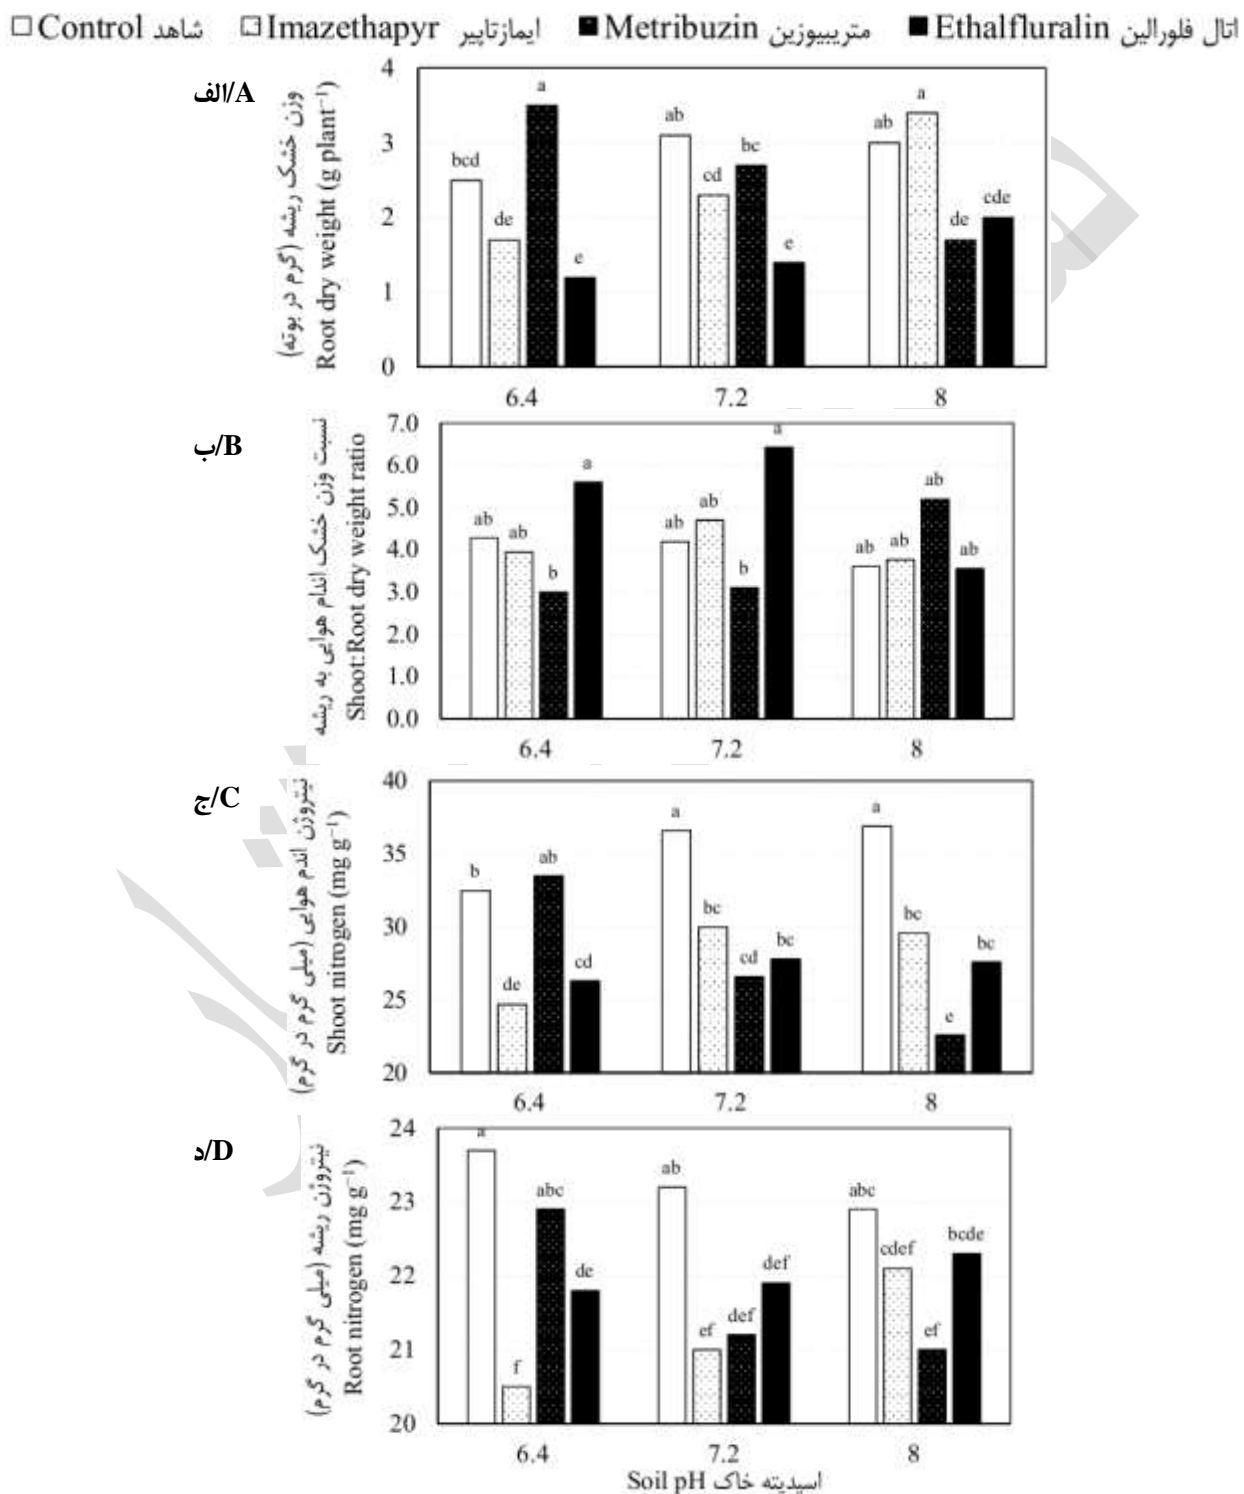 □ Control شاهد ▨ Imazethapyr ایمازتاپیر ■ Metribuzin متریبیوزین ■ Ethalfluralin اتال فلورالین
الف/A
وزن خشک ریشه (گرم در بوته)
Root dry weight (g plant⁻¹)
4
3
2
1
0
bcd de a e
ab cd bc e
ab a de cde
6.4 7.2 8
ب/B
نسبت وزن خشک اندام هوایی به ریشه
Shoot:Root dry weight ratio
7.0
6.0
5.0
4.0
3.0
2.0
1.0
0.0
ab ab b a
ab ab b a
ab ab ab ab
6.4 7.2 8
ج/C
نیتروژن اندم هوایی (میلی گرم در گرم)
Shoot nitrogen (mg g⁻¹)
40
35
30
25
20
b de ab cd
a bc cd bc
a bc e bc
6.4 7.2 8
د/D
نیتروژن ریشه (میلی گرم در گرم)
Root nitrogen (mg g⁻¹)
24
23
22
21
20
a f abc de
ab ef def def
abc cdef ef bcde
6.4 7.2 8
Soil pH اسیدیته خاک